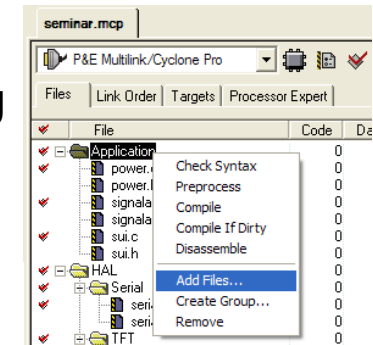 seminar.mcp
P&E Multilink/Cyclone Pro
Files Link Order Targets Processor Expert
File Code
Application 0
power. 0
power. 0
signala 0
signala 0
sui.c 0
sui.h 0
HAL 0
Serial 0
0
0
TFT 0
Check Syntax
Preprocess
Compile
Compile If Dirty
Disassemble
Add Files...
Create Group...
Remove